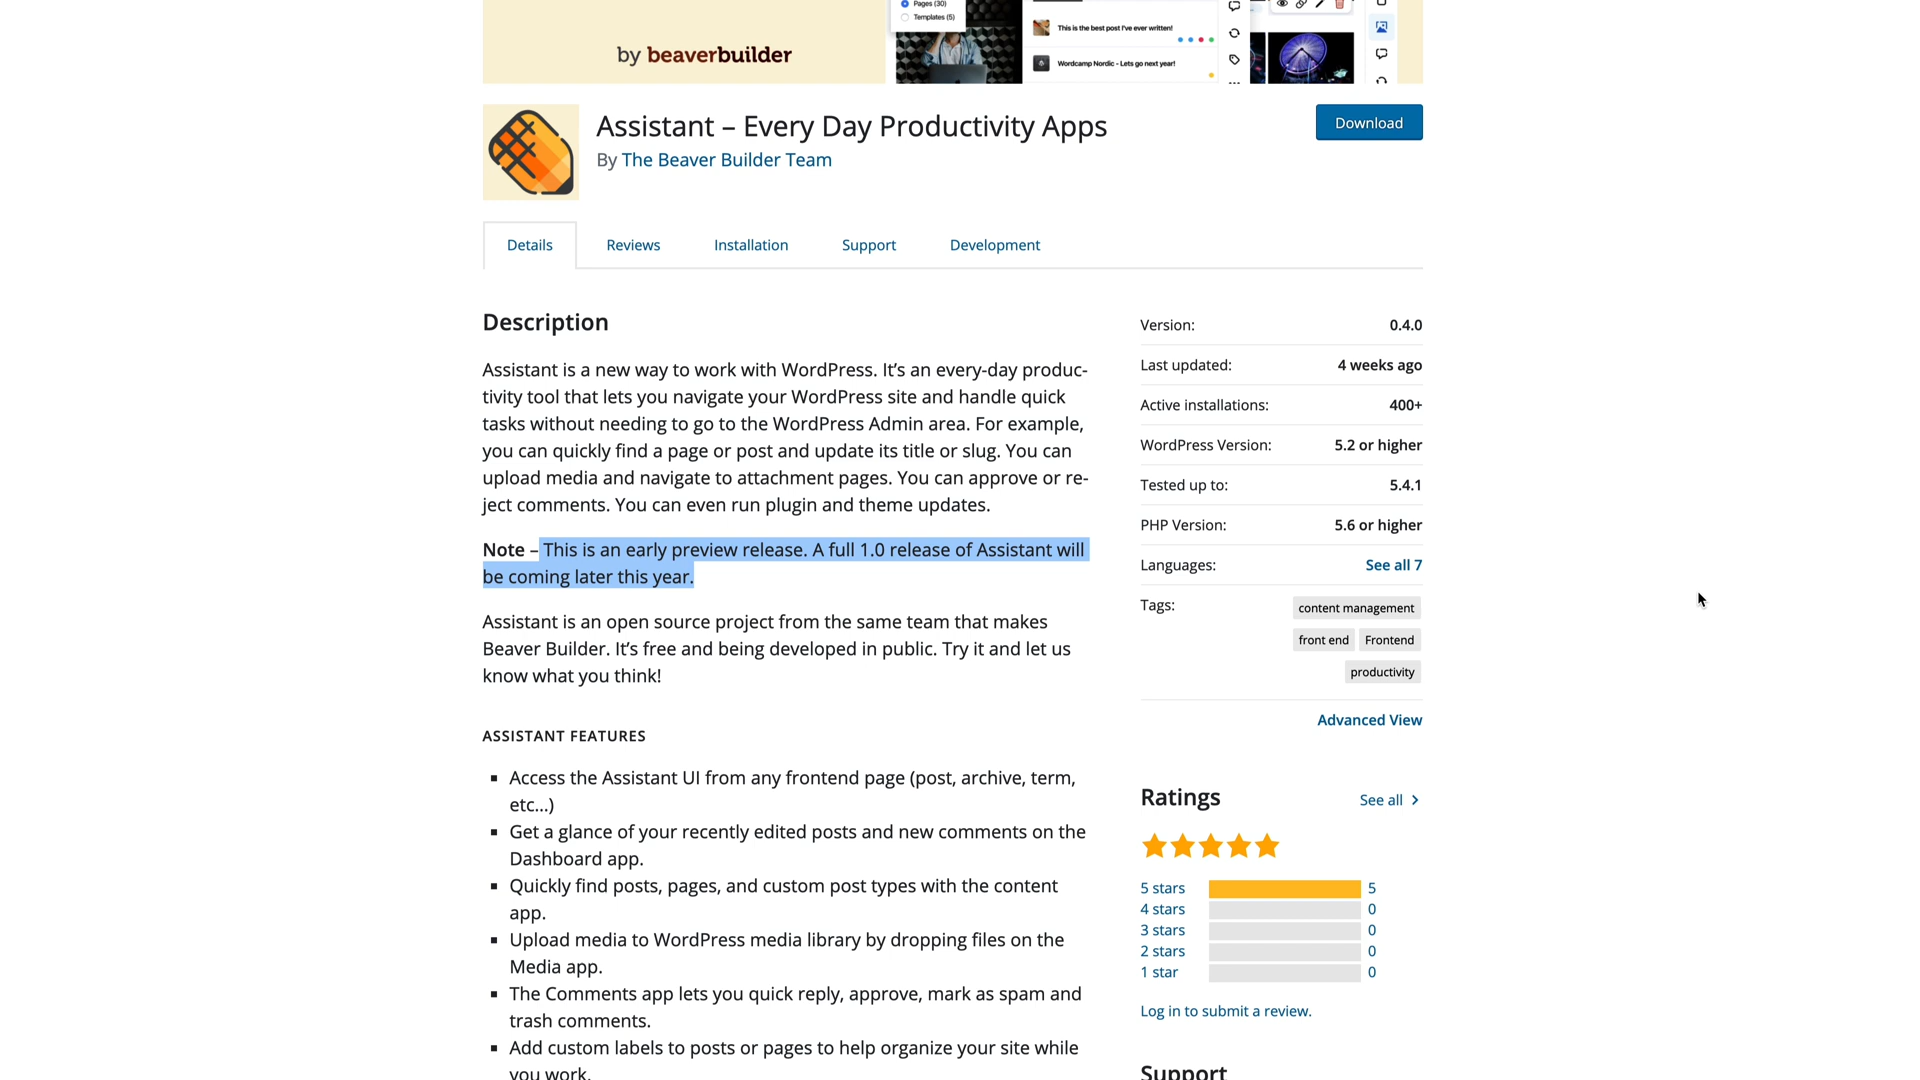 Pages (30)
Templates (5)
This is the best post I've ever written!
Wordcamp Nordic - Lets go next year!
by beaverbuilder
Assistant – Every Day Productivity Apps
By The Beaver Builder Team
Download
Details
Reviews
Installation
Support
Development
Description
Assistant is a new way to work with WordPress. It’s an every-day produc-
tivity tool that lets you navigate your WordPress site and handle quick
tasks without needing to go to the WordPress Admin area. For example,
you can quickly find a page or post and update its title or slug. You can
upload media and navigate to attachment pages. You can approve or re-
ject comments. You can even run plugin and theme updates.
Note – This is an early preview release. A full 1.0 release of Assistant will
be coming later this year.
Assistant is an open source project from the same team that makes
Beaver Builder. It’s free and being developed in public. Try it and let us
know what you think!
ASSISTANT FEATURES
▪ Access the Assistant UI from any frontend page (post, archive, term,
etc…)
▪ Get a glance of your recently edited posts and new comments on the
Dashboard app.
▪ Quickly find posts, pages, and custom post types with the content
app.
▪ Upload media to WordPress media library by dropping files on the
Media app.
▪ The Comments app lets you quick reply, approve, mark as spam and
trash comments.
▪ Add custom labels to posts or pages to help organize your site while
you work.
Version: 0.4.0
Last updated: 4 weeks ago
Active installations: 400+
WordPress Version: 5.2 or higher
Tested up to: 5.4.1
PHP Version: 5.6 or higher
Languages: See all 7
Tags: content management
front end Frontend
productivity
Advanced View
Ratings
See all
5 stars 5
4 stars 0
3 stars 0
2 stars 0
1 star 0
Log in to submit a review.
Support